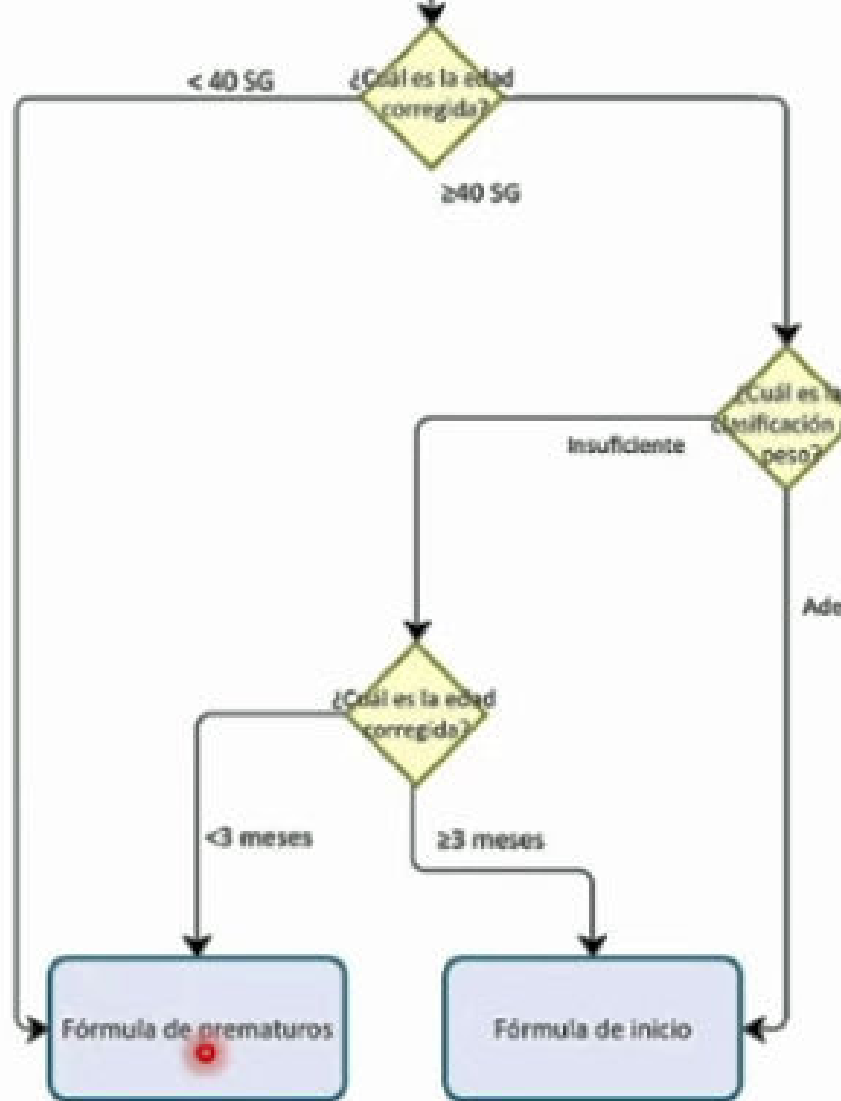 < 40 SG
¿Cuál es la edad
corregida?
≥40 SG
¿Cuál es la
clasificación
peso?
Insuficiente
¿Cuál es la edad
corregida?
<3 meses
≥3 meses
Fórmula de prematuros
Fórmula de inicio